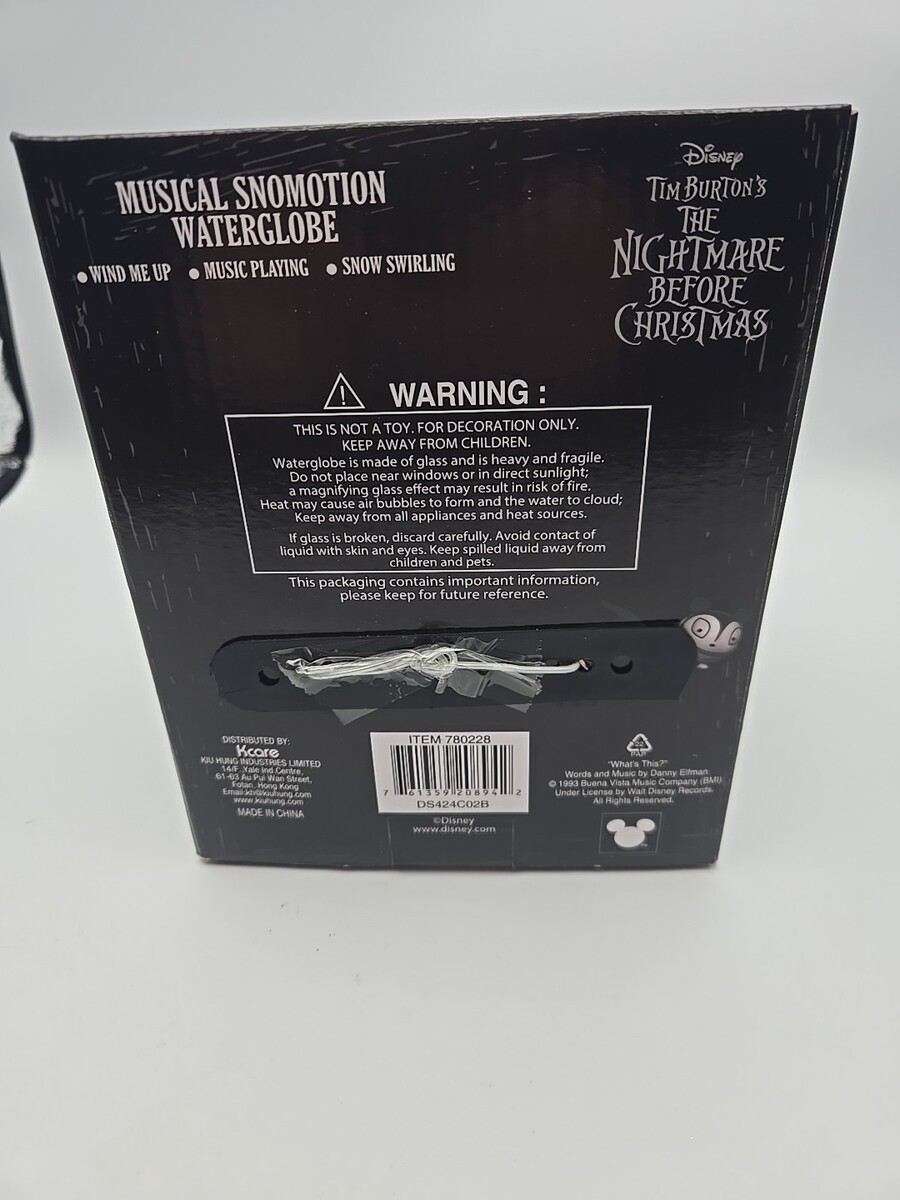 MUSICAL SNOMOTION
WATERGLOBE
● WIND ME UP ● MUSIC PLAYING ● SNOW SWIRLING
Disney
TIM BURTON'S
THE
NIGHTMARE
BEFORE
CHRISTMAS
WARNING :
THIS IS NOT A TOY. FOR DECORATION ONLY.
KEEP AWAY FROM CHILDREN.
Waterglobe is made of glass and is heavy and fragile.
Do not place near windows or in direct sunlight;
a magnifying glass effect may result in risk of fire.
Heat may cause air bubbles to form and the water to cloud;
Keep away from all appliances and heat sources.
If glass is broken, discard carefully. Avoid contact of
liquid with skin and eyes. Keep spilled liquid away from
children and pets.
This packaging contains important information,
please keep for future reference.
DISTRIBUTED BY:
Kcare
KIU HUNG INDUSTRIES LIMITED
14/F. Yale Ind.Centre,
61-63 Au Pui Wan Street,
Fotan, Hong Kong
www.kiuhung.com
MADE IN CHINA
ITEM 780228
7 61359 20894 2
DS424C02B
©Disney
www.disney.com
22
PAP
"What's This?"
Words and Music by Danny Elfman
© 1993 Buena Vista Music Company (BMI)
Under License by Walt Disney Records.
All Rights Reserved.